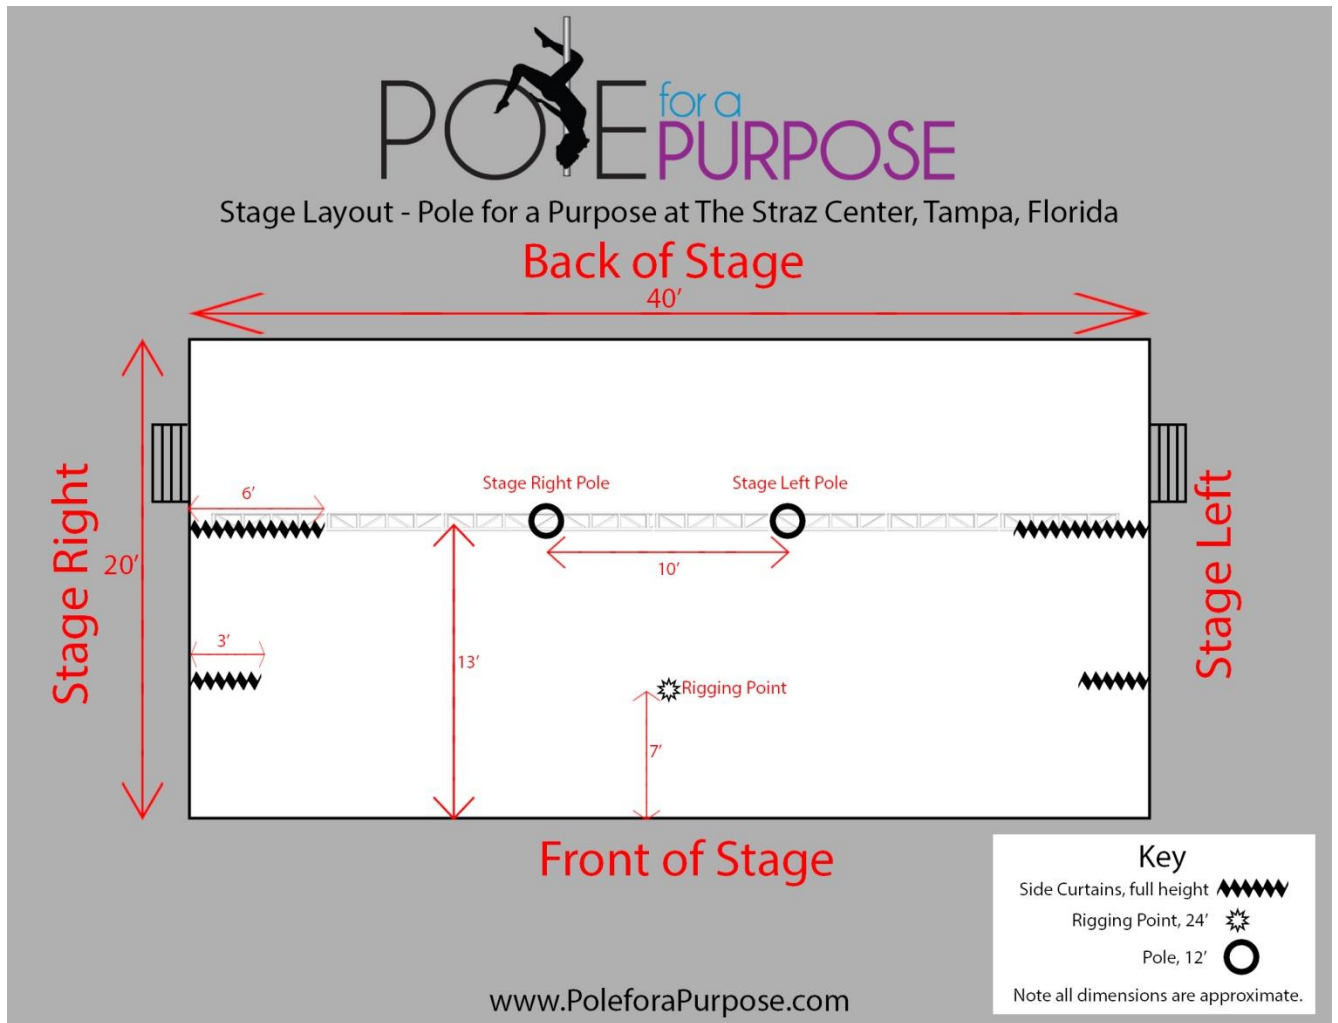 POLE for a PURPOSE
Stage Layout - Pole for a Purpose at The Straz Center, Tampa, Florida
Back of Stage
40'
Stage Right
20'
Stage Left
Stage Right Pole
Stage Left Pole
6'
10'
3'
13'
Rigging Point
7'
Front of Stage
Key
Side Curtains, full height
Rigging Point, 24'
Pole, 12'
Note all dimensions are approximate.
www.PoleforaPurpose.com